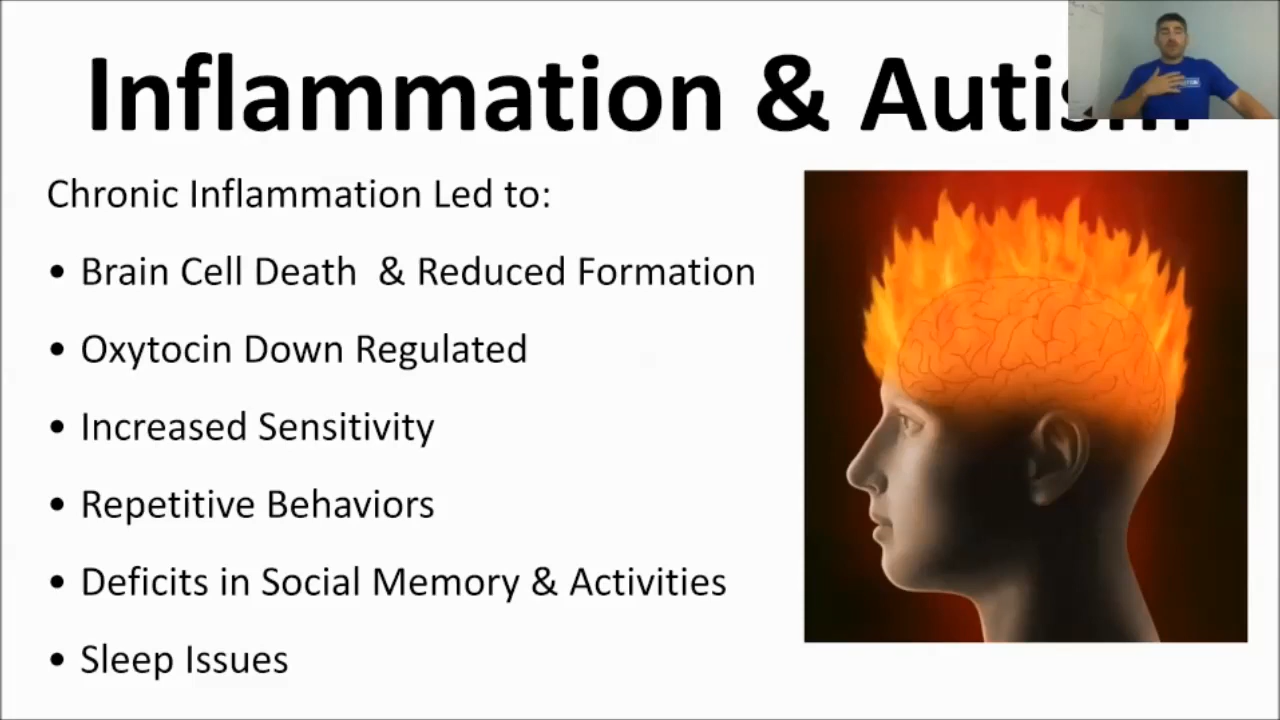 Inflammation & Autism
Chronic Inflammation Led to:
• Brain Cell Death & Reduced Formation
• Oxytocin Down Regulated
• Increased Sensitivity
• Repetitive Behaviors
• Deficits in Social Memory & Activities
• Sleep Issues